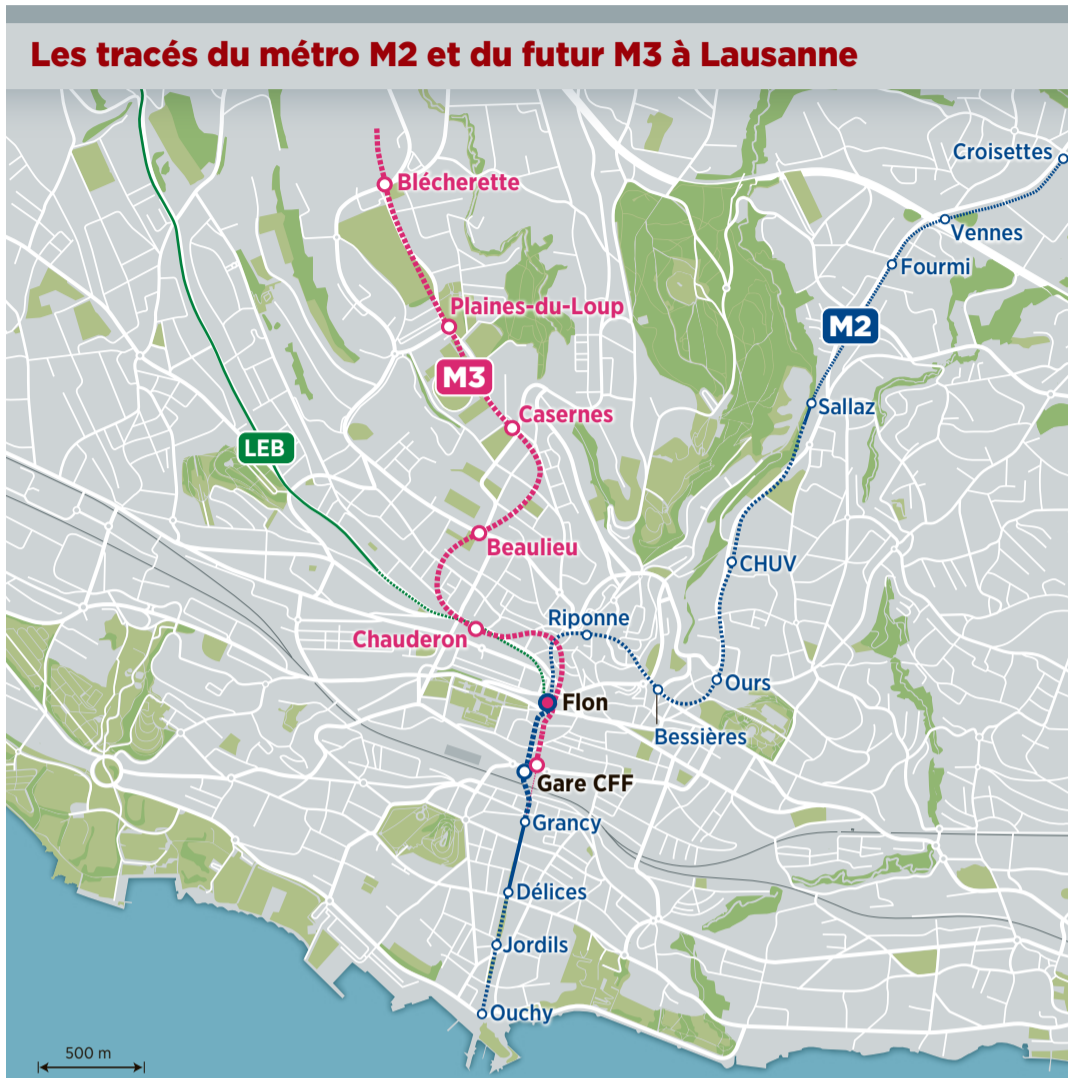 Les tracés du métro M2 et du futur M3 à Lausanne
Croisettes
Blécherette
Vennes
Fourmi
Plaines-du-Loup
M2
M3
Sallaz
Casernes
LEB
Beaulieu
CHUV
Riponne
Chauderon
Ours
Flon
Bessières
Gare CFF
Grancy
Délices
Jordils
Ouchy
500 m